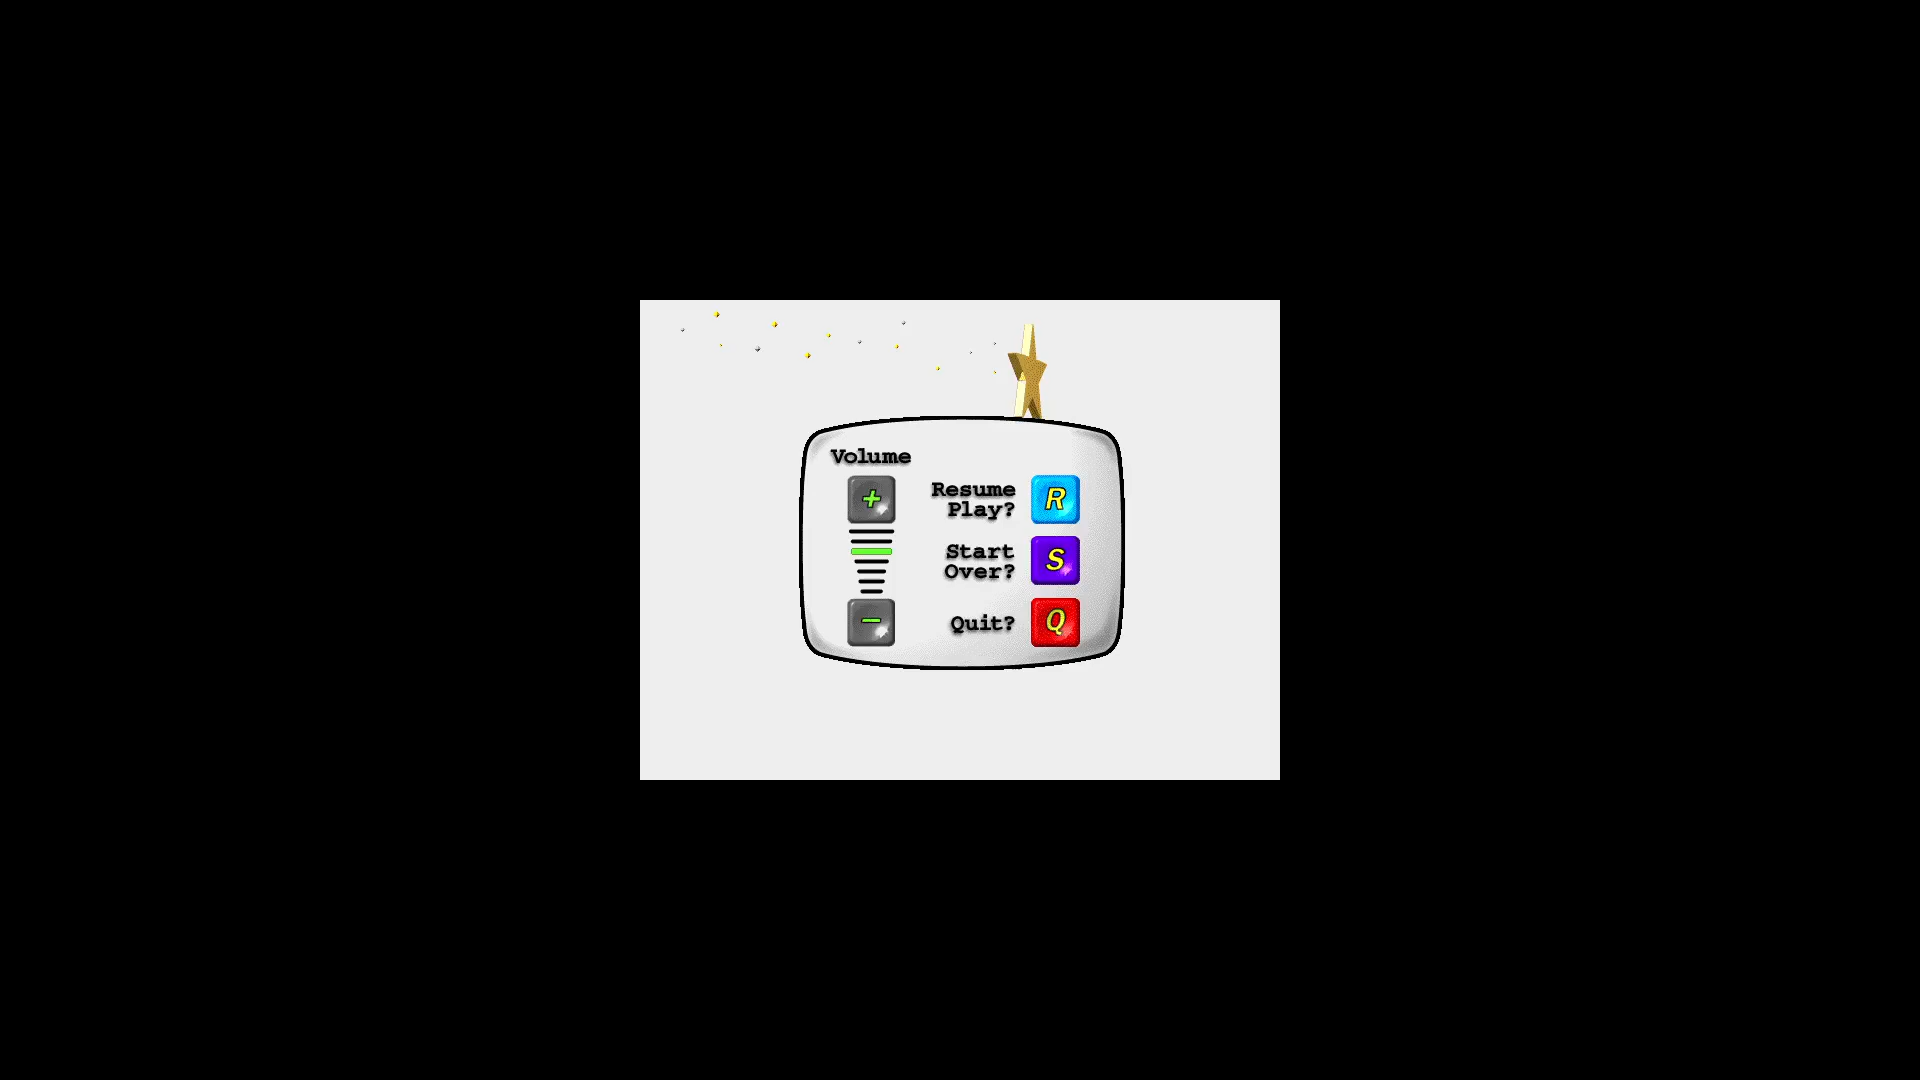 Volume
+
Resume
Play?
R
Start
Over?
S
−
Quit?
Q